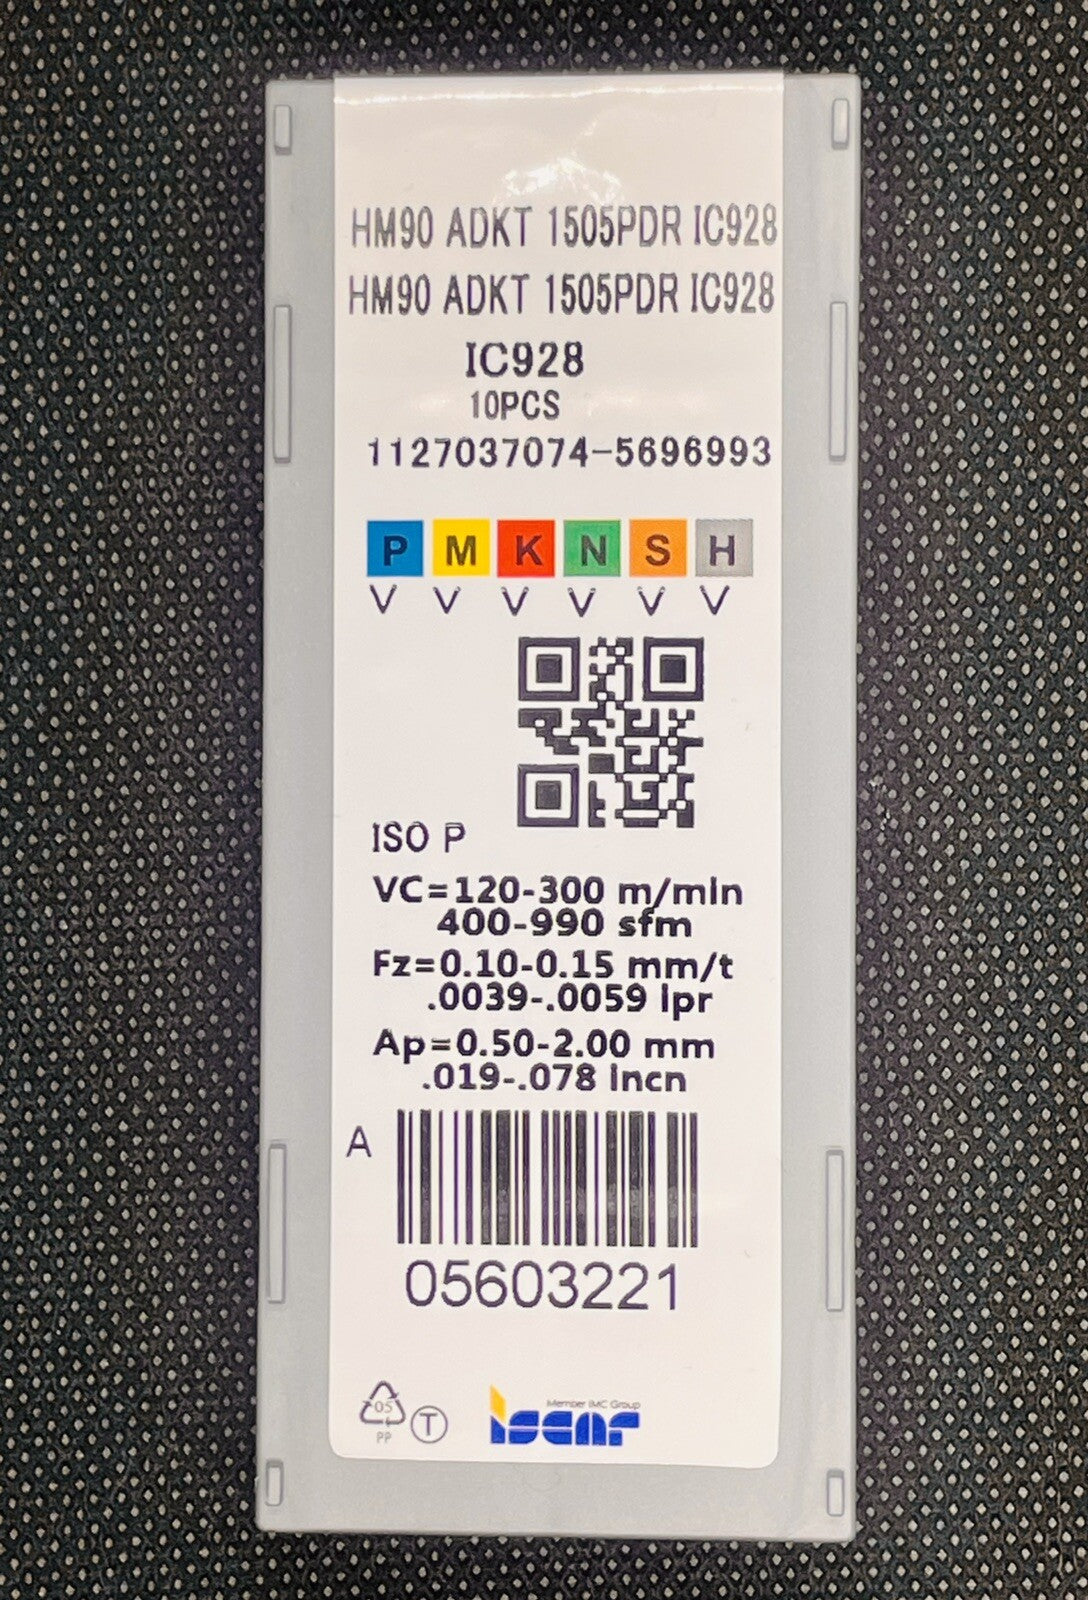 HM90 ADKT 1505PDR IC928
HM90 ADKT 1505PDR IC928
IC928
10PCS
1127037074-5696993
P M K N S H
V V V V V V
ISO P
VC=120-300 m/mln
400-990 sfm
Fz=0.10-0.15 mm/t
.0039-.0059 lpr
Ap=0.50-2.00 mm
.019-.078 lncn
A
05603221
05
PP
T
Member IMC Group
iscar